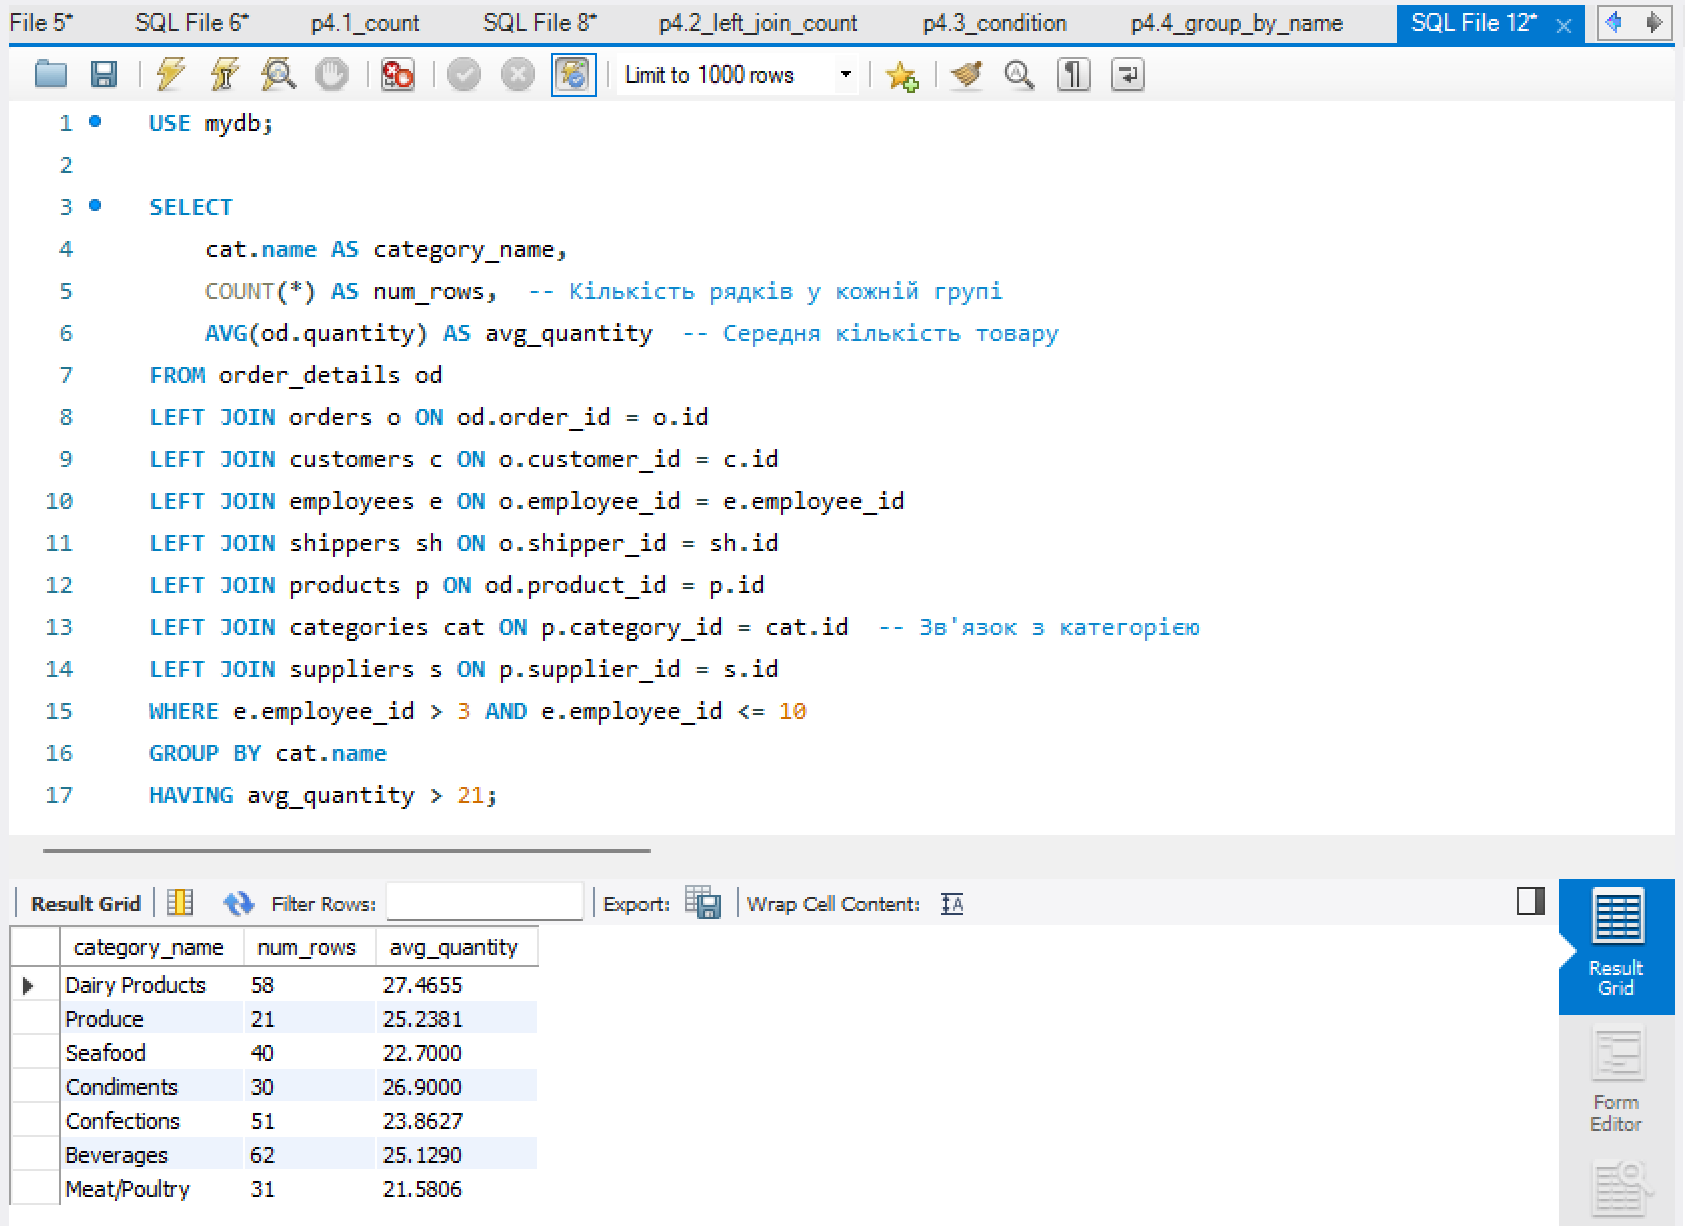 File 5* SQL File 6* p4.1_count SQL File 8* p4.2_left_join_count p4.3_condition p4.4_group_by_name SQL File 12*
Limit to 1000 rows
1 USE mydb;
2
3 SELECT
4 cat.name AS category_name,
5 COUNT(*) AS num_rows, -- Кількість рядків у кожній групі
6 AVG(od.quantity) AS avg_quantity -- Середня кількість товару
7 FROM order_details od
8 LEFT JOIN orders o ON od.order_id = o.id
9 LEFT JOIN customers c ON o.customer_id = c.id
10 LEFT JOIN employees e ON o.employee_id = e.employee_id
11 LEFT JOIN shippers sh ON o.shipper_id = sh.id
12 LEFT JOIN products p ON od.product_id = p.id
13 LEFT JOIN categories cat ON p.category_id = cat.id -- Зв'язок з категорією
14 LEFT JOIN suppliers s ON p.supplier_id = s.id
15 WHERE e.employee_id > 3 AND e.employee_id <= 10
16 GROUP BY cat.name
17 HAVING avg_quantity > 21;
Result Grid Filter Rows: Export: Wrap Cell Content:
category_name num_rows avg_quantity
Dairy Products 58 27.4655
Produce 21 25.2381
Seafood 40 22.7000
Condiments 30 26.9000
Confections 51 23.8627
Beverages 62 25.1290
Meat/Poultry 31 21.5806
Result
Grid
Form
Editor